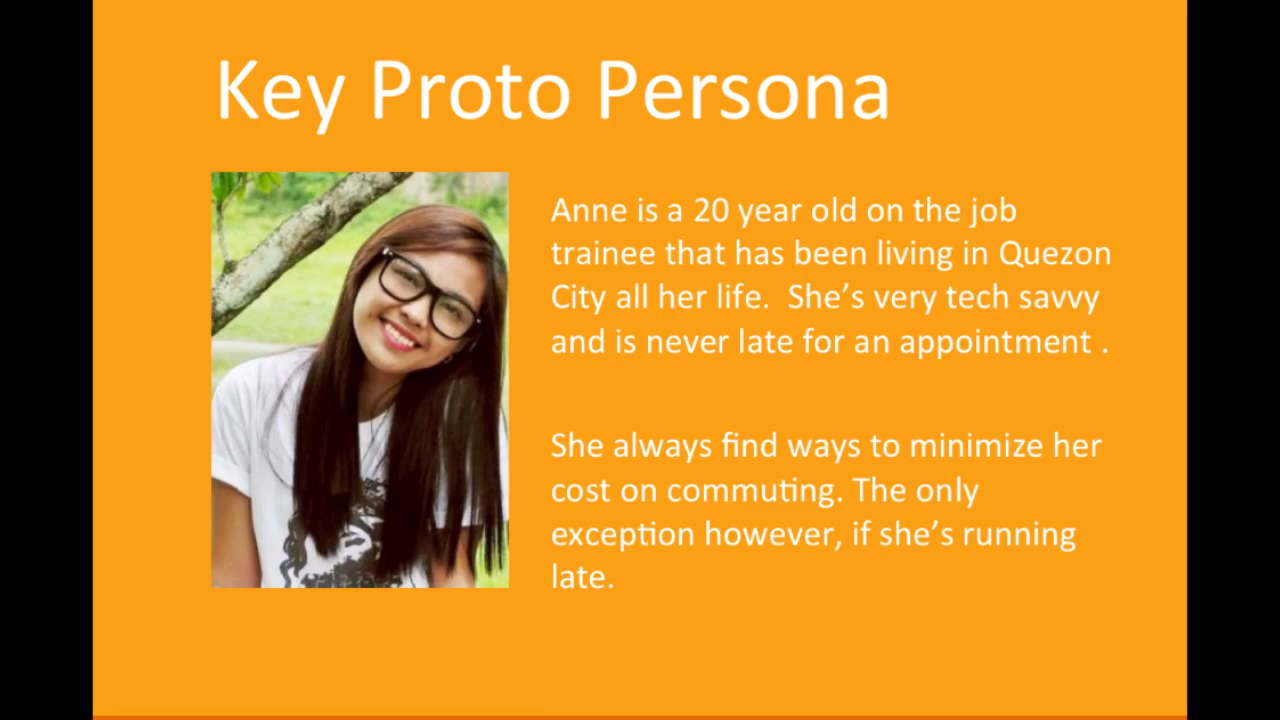 Key Proto Persona
Anne is a 20 year old on the job
trainee that has been living in Quezon
City all her life.  She’s very tech savvy
and is never late for an appointment .
She always find ways to minimize her
cost on commuting. The only
exception however, if she’s running
late.